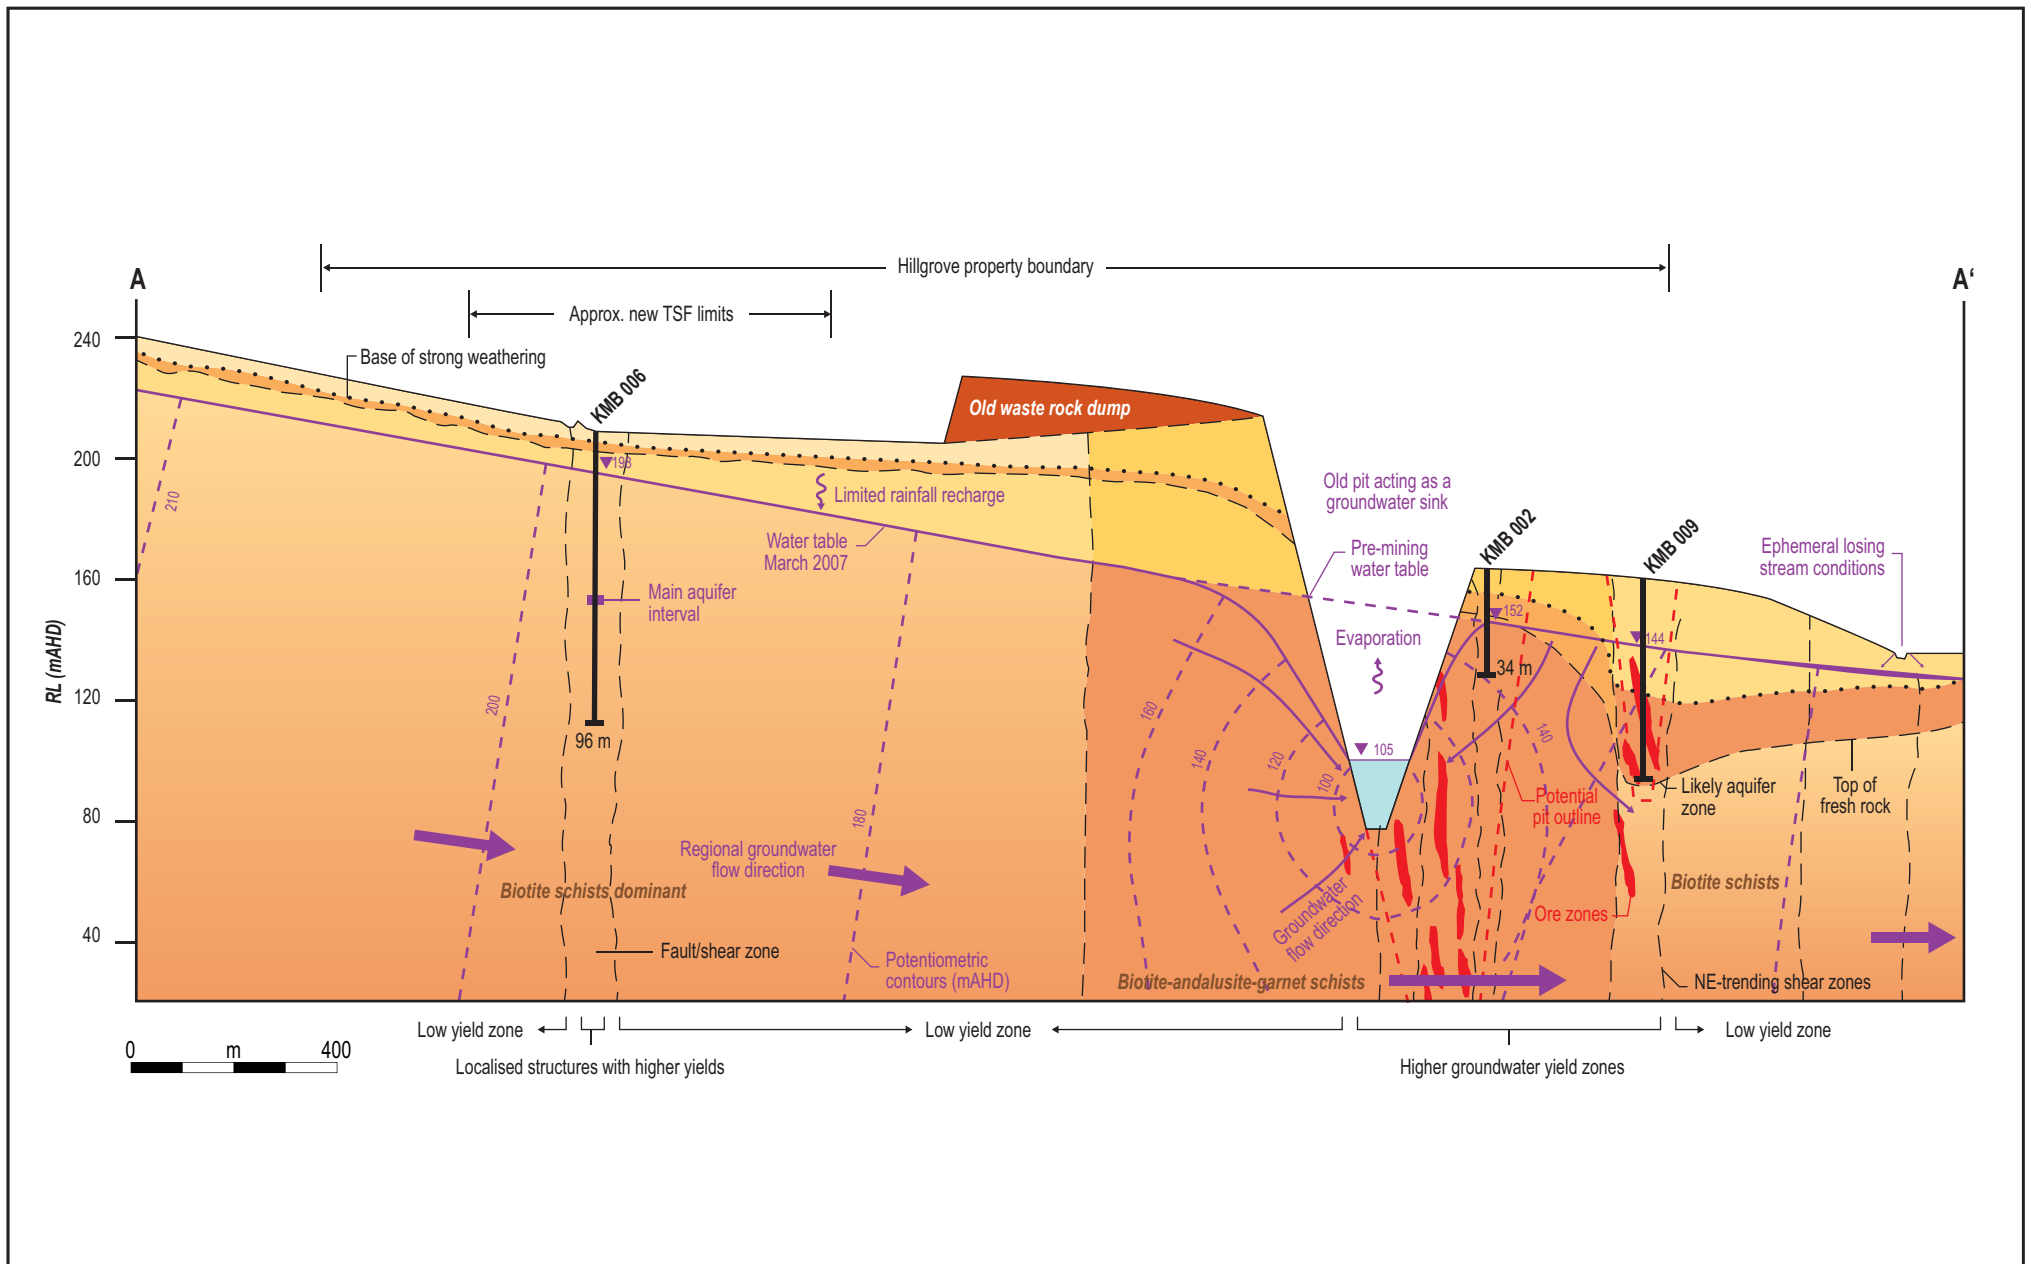 Hillgrove property boundary
A
A‘
Approx. new TSF limits
240
200
160
120
80
40
RL (mAHD)
Base of strong weathering
KMB 006
Old waste rock dump
198
210
Limited rainfall recharge
Water table
March 2007
Main aquifer
interval
Old pit acting as a
groundwater sink
Pre-mining
water table
KMB 002
KMB 009
Ephemeral losing
stream conditions
152
144
Evaporation
34 m
105
200
96 m
180
160
140
120
100
140
Potential
pit outline
Likely aquifer
zone
Top of
fresh rock
Regional groundwater
flow direction
Biotite schists dominant
Biotite schists
Groundwater
flow direction
Ore zones
Fault/shear zone
Potentiometric
contours (mAHD)
Biotite-andalusite-garnet schists
NE-trending shear zones
Low yield zone
Low yield zone
Low yield zone
0 m 400
Localised structures with higher yields
Higher groundwater yield zones